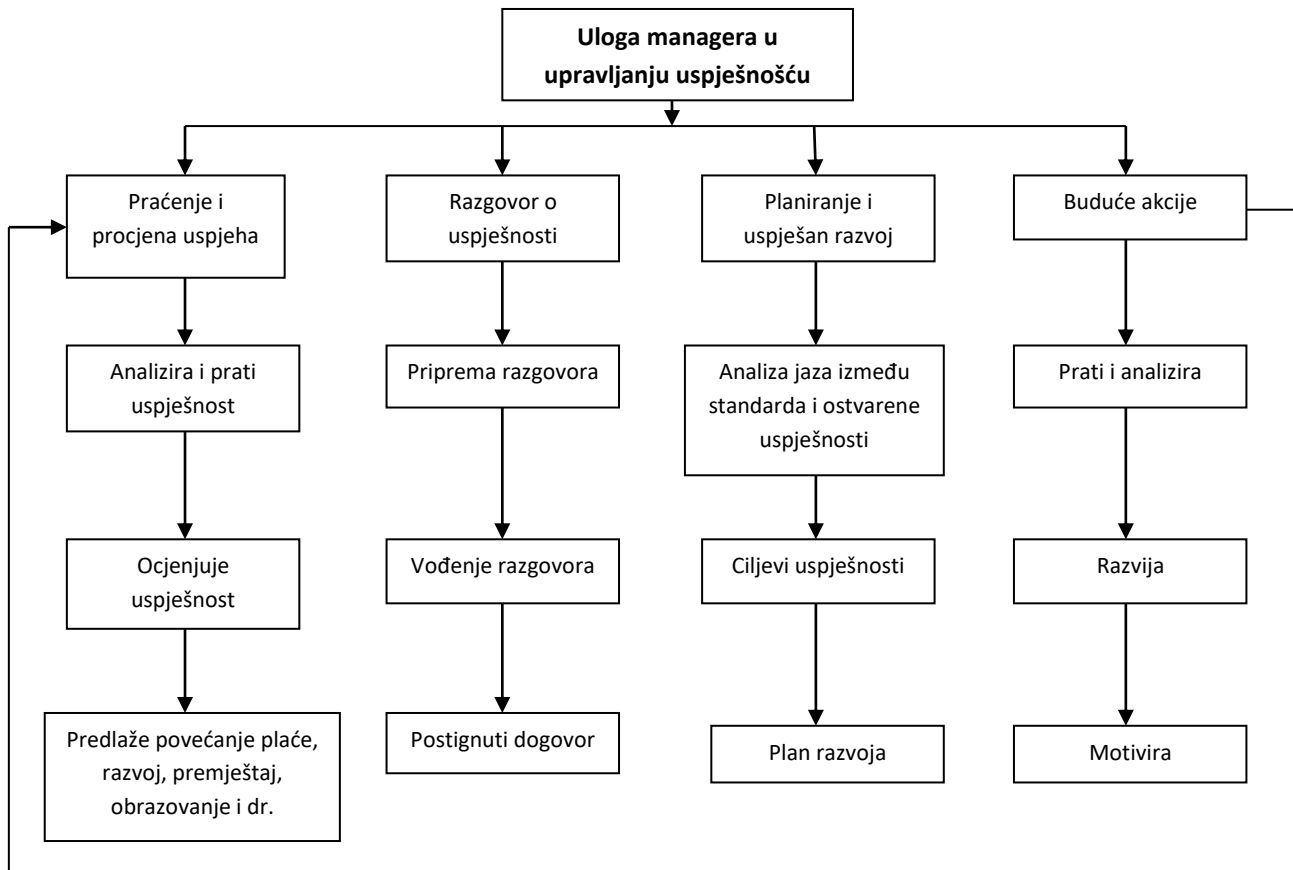 Uloga managera u
upravljanju uspješnošću
Praćenje i
procjena uspjeha
Razgovor o
uspješnosti
Planiranje i
uspješan razvoj
Buduće akcije
Analizira i prati
uspješnost
Priprema razgovora
Analiza jaza između
standarda i ostvarene
uspješnosti
Prati i analizira
Ocjenjuje
uspješnost
Vođenje razgovora
Ciljevi uspješnosti
Razvija
Predlaže povećanje plaće,
razvoj, premještaj,
obrazovanje i dr.
Postignuti dogovor
Plan razvoja
Motivira